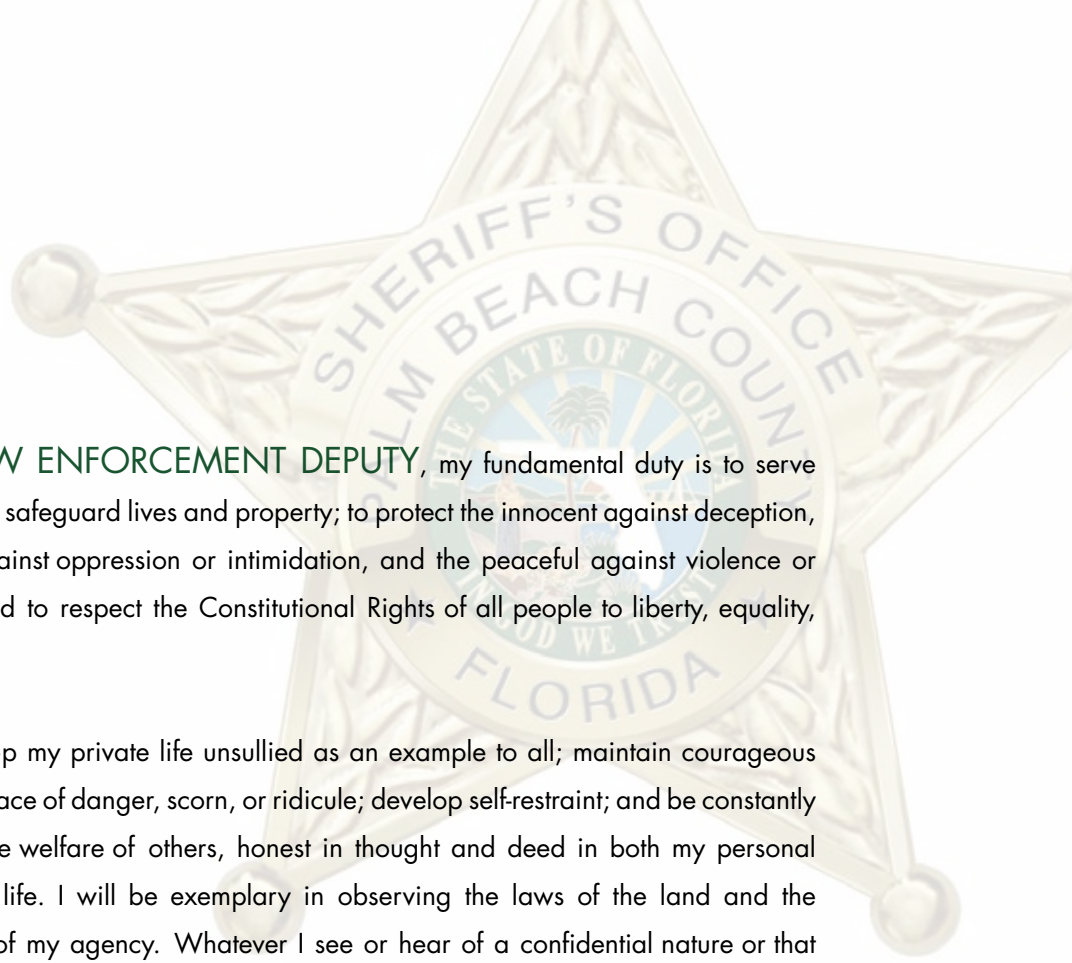 SHERIFF'S OFFICE
PALM BEACH COUNTY
THE STATE OF FLORIDA
IN GOD WE TRUST
FLORIDA
W ENFORCEMENT DEPUTY, my fundamental duty is to serve
safeguard lives and property; to protect the innocent against deception,
ainst oppression or intimidation, and the peaceful against violence or
d to respect the Constitutional Rights of all people to liberty, equality,
p my private life unsullied as an example to all; maintain courageous
ace of danger, scorn, or ridicule; develop self-restraint; and be constantly
e welfare of others, honest in thought and deed in both my personal
life. I will be exemplary in observing the laws of the land and the
of my agency. Whatever I see or hear of a confidential nature or that